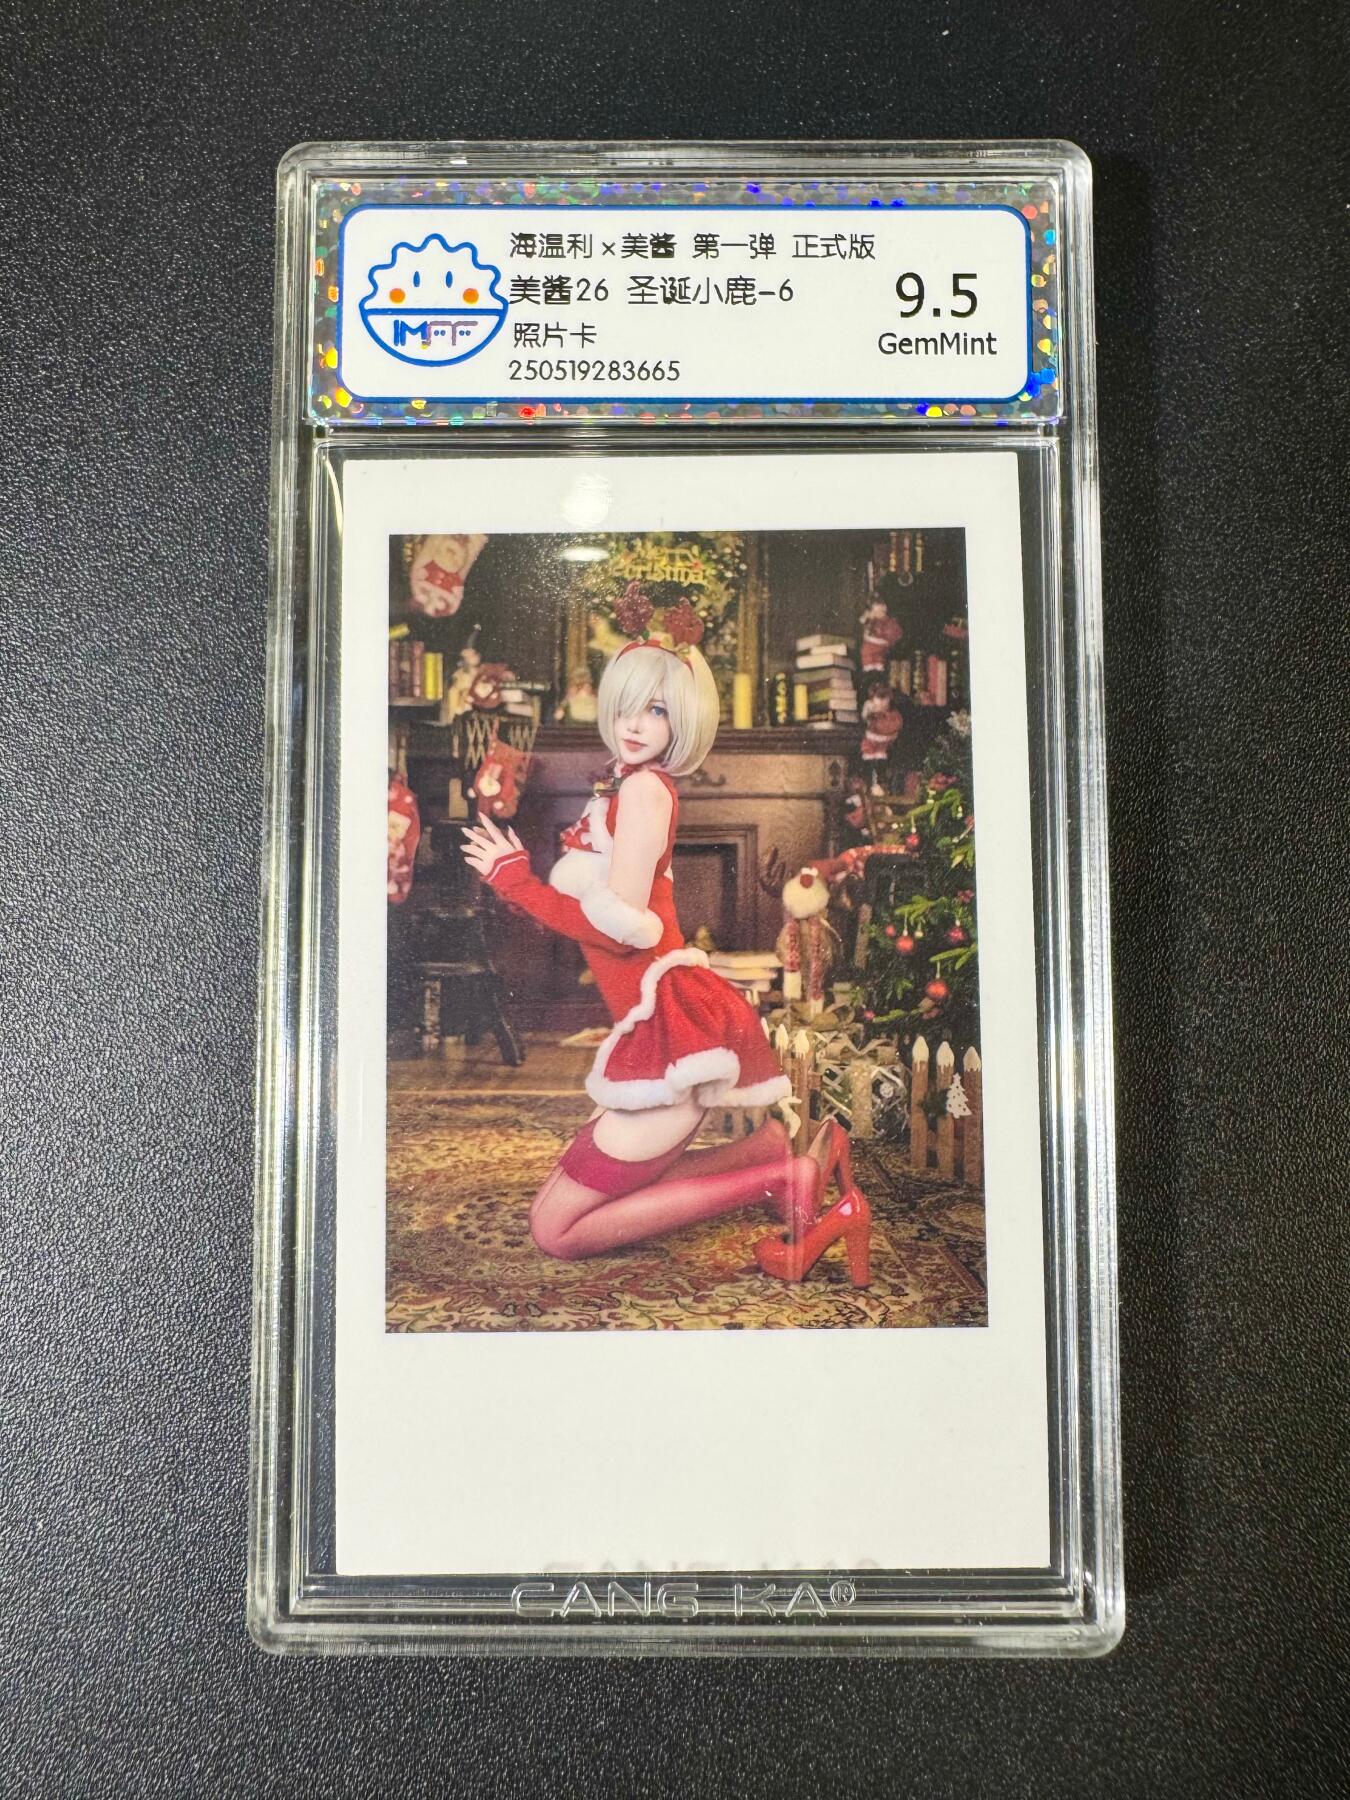 海温利×美酱 第一弹 正式版
美酱26 圣诞小鹿-6
照片卡
250519283665
9.5
GemMint
IMFF
Merry
Christmas
CANG KA®